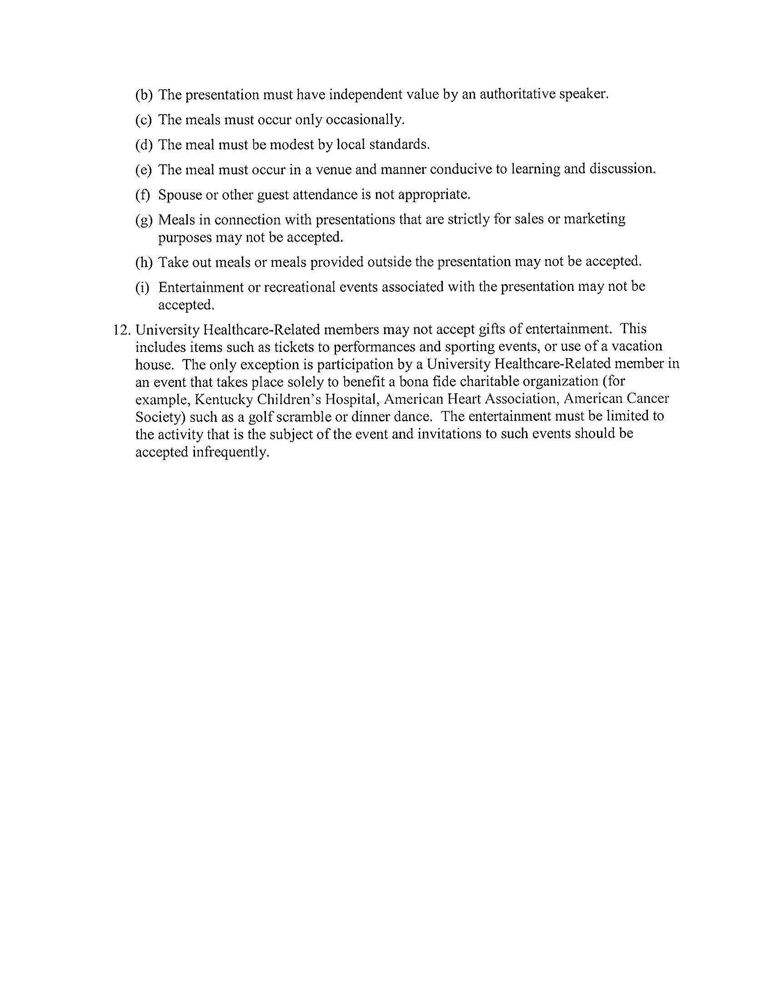 (b) The presentation must have independent value by an authoritative speaker.
(c) The meals must occur only occasionally.
(d) The meal must be modest by local standards.
(e) The meal must occur in a venue and manner conducive to learning and discussion.
(f) Spouse or other guest attendance is not appropriate.
(g) Meals in connection with presentations that are strictly for sales or marketing
purposes may not be accepted.
(h) Take out meals or meals provided outside the presentation may not be accepted.
(i) Entertainment or recreational events associated with the presentation may not be
accepted.
12. University Healthcare-Related members may not accept gifts of entertainment. This
includes items such as tickets to performances and sporting events, or use of a vacation
house. The only exception is participation by a University Healthcare-Related member in
an event that takes place solely to benefit a bona fide charitable organization (for
example, Kentucky Children's Hospital, American Heart Association, American Cancer
Society) such as a golf scramble or dinner dance. The entertainment must be limited to
the activity that is the subject of the event and invitations to such events should be
accepted infrequently.